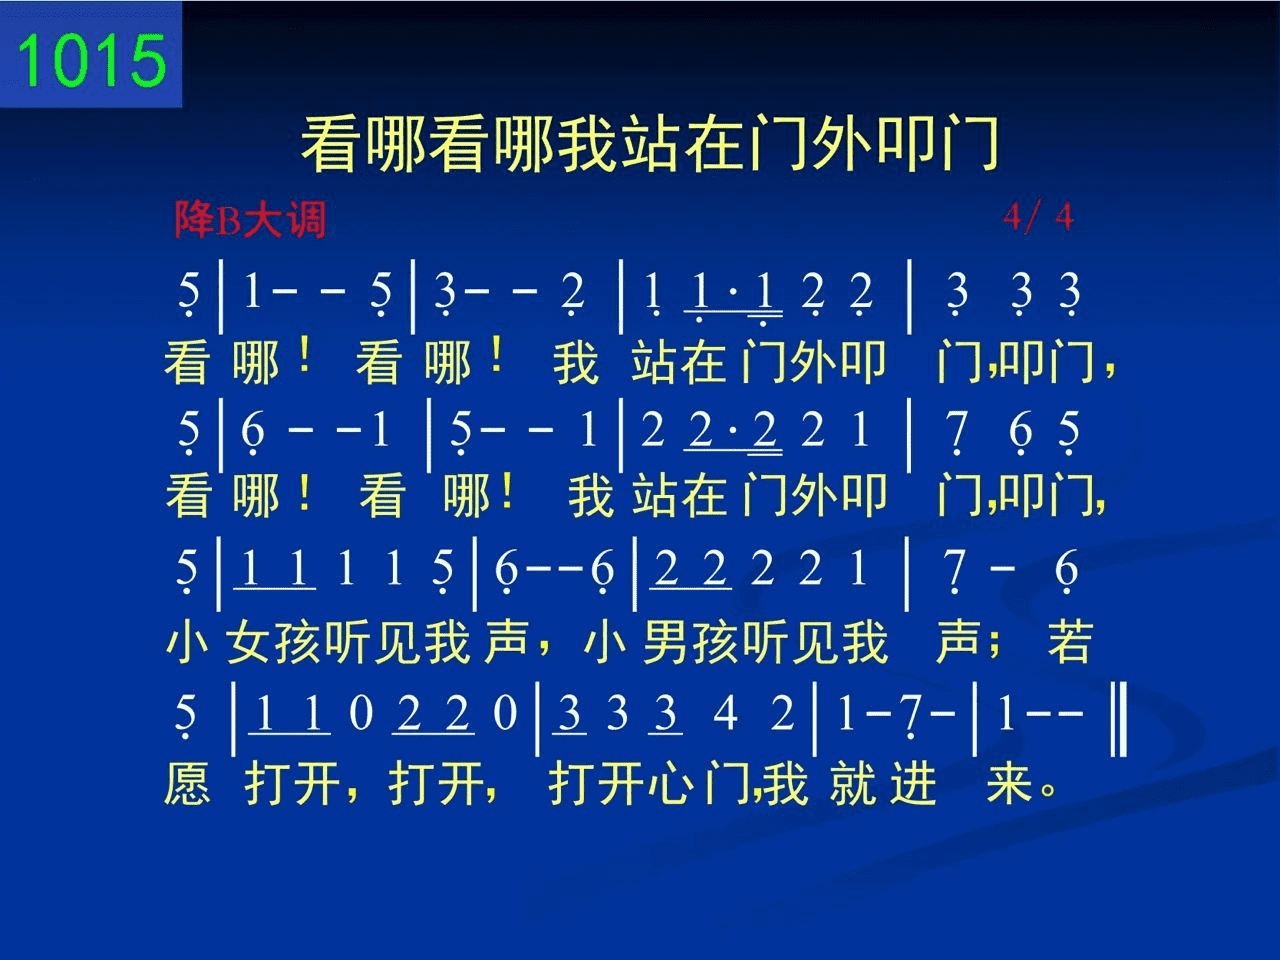 1015
看哪看哪我站在门外叩门
降B大调 4/ 4
5̣ | 1 - - 5̣ | 3̣ - - 2̣ | 1̣ 1̣ · 1̣ 2̣ 2̣ | 3̣ 3̣ 3̣
看 哪！ 看 哪！ 我 站在 门外叩 门,叩门，
5̣ | 6̣ - - 1 | 5̣ - - 1 | 2 2 · 2 2 1 | 7̣ 6̣ 5̣
看 哪！ 看 哪！ 我 站在 门外叩 门,叩门,
5̣ | 1 1 1 1 5̣ | 6̣ - - 6̣ | 2 2 2 2 1 | 7̣ - 6̣
小 女孩听见我 声，小 男孩听见我 声； 若
5̣ | 1 1 0 2 2 0 | 3 3 3 4 2 | 1 - 7̣ - | 1 - - ‖
愿 打开，打开, 打开心门,我 就 进 来。